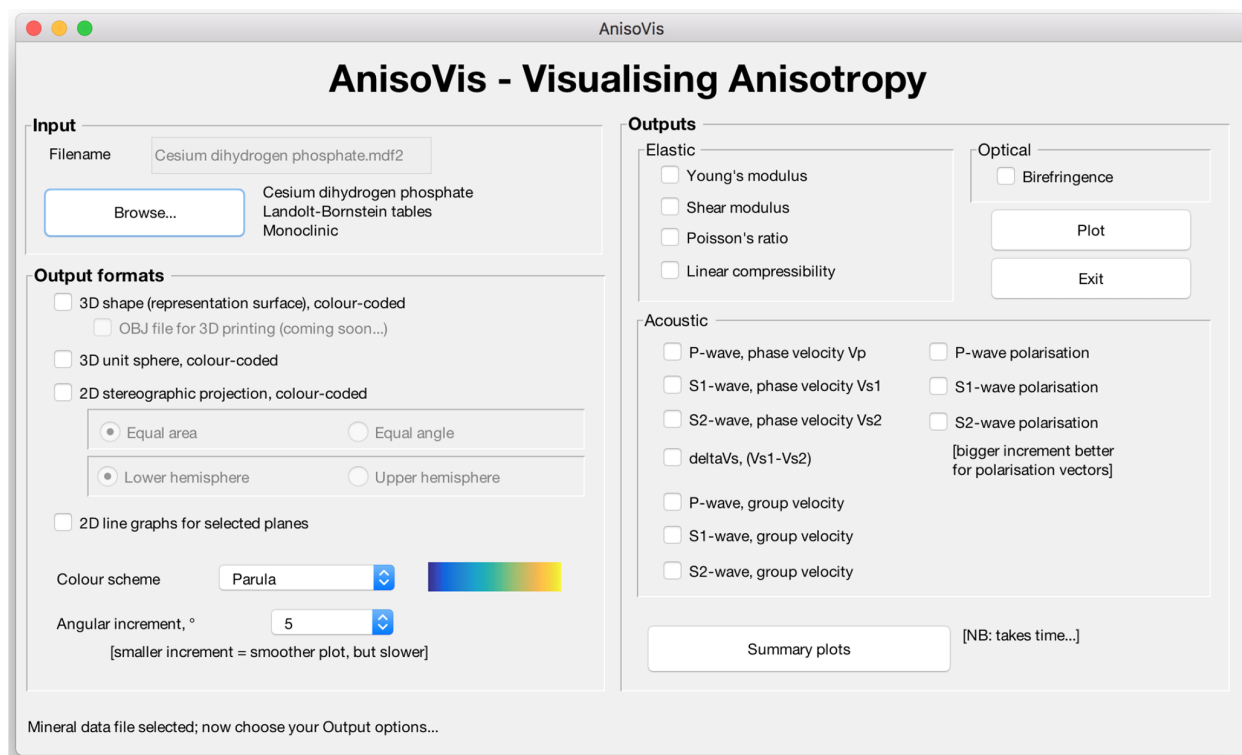 AnisoVis
AnisoVis - Visualising Anisotropy
Input
Filename
Cesium dihydrogen phosphate.mdf2
Browse...
Cesium dihydrogen phosphate
Landolt-Bornstein tables
Monoclinic
Output formats
3D shape (representation surface), colour-coded
OBJ file for 3D printing (coming soon...)
3D unit sphere, colour-coded
2D stereographic projection, colour-coded
Equal area
Equal angle
Lower hemisphere
Upper hemisphere
2D line graphs for selected planes
Colour scheme
Parula
Angular increment, °
5
[smaller increment = smoother plot, but slower]
Outputs
Elastic
Young's modulus
Shear modulus
Poisson's ratio
Linear compressibility
Optical
Birefringence
Plot
Exit
Acoustic
P-wave, phase velocity Vp
S1-wave, phase velocity Vs1
S2-wave, phase velocity Vs2
deltaVs, (Vs1-Vs2)
P-wave, group velocity
S1-wave, group velocity
S2-wave, group velocity
P-wave polarisation
S1-wave polarisation
S2-wave polarisation
[bigger increment better
for polarisation vectors]
Summary plots
[NB: takes time...]
Mineral data file selected; now choose your Output options...